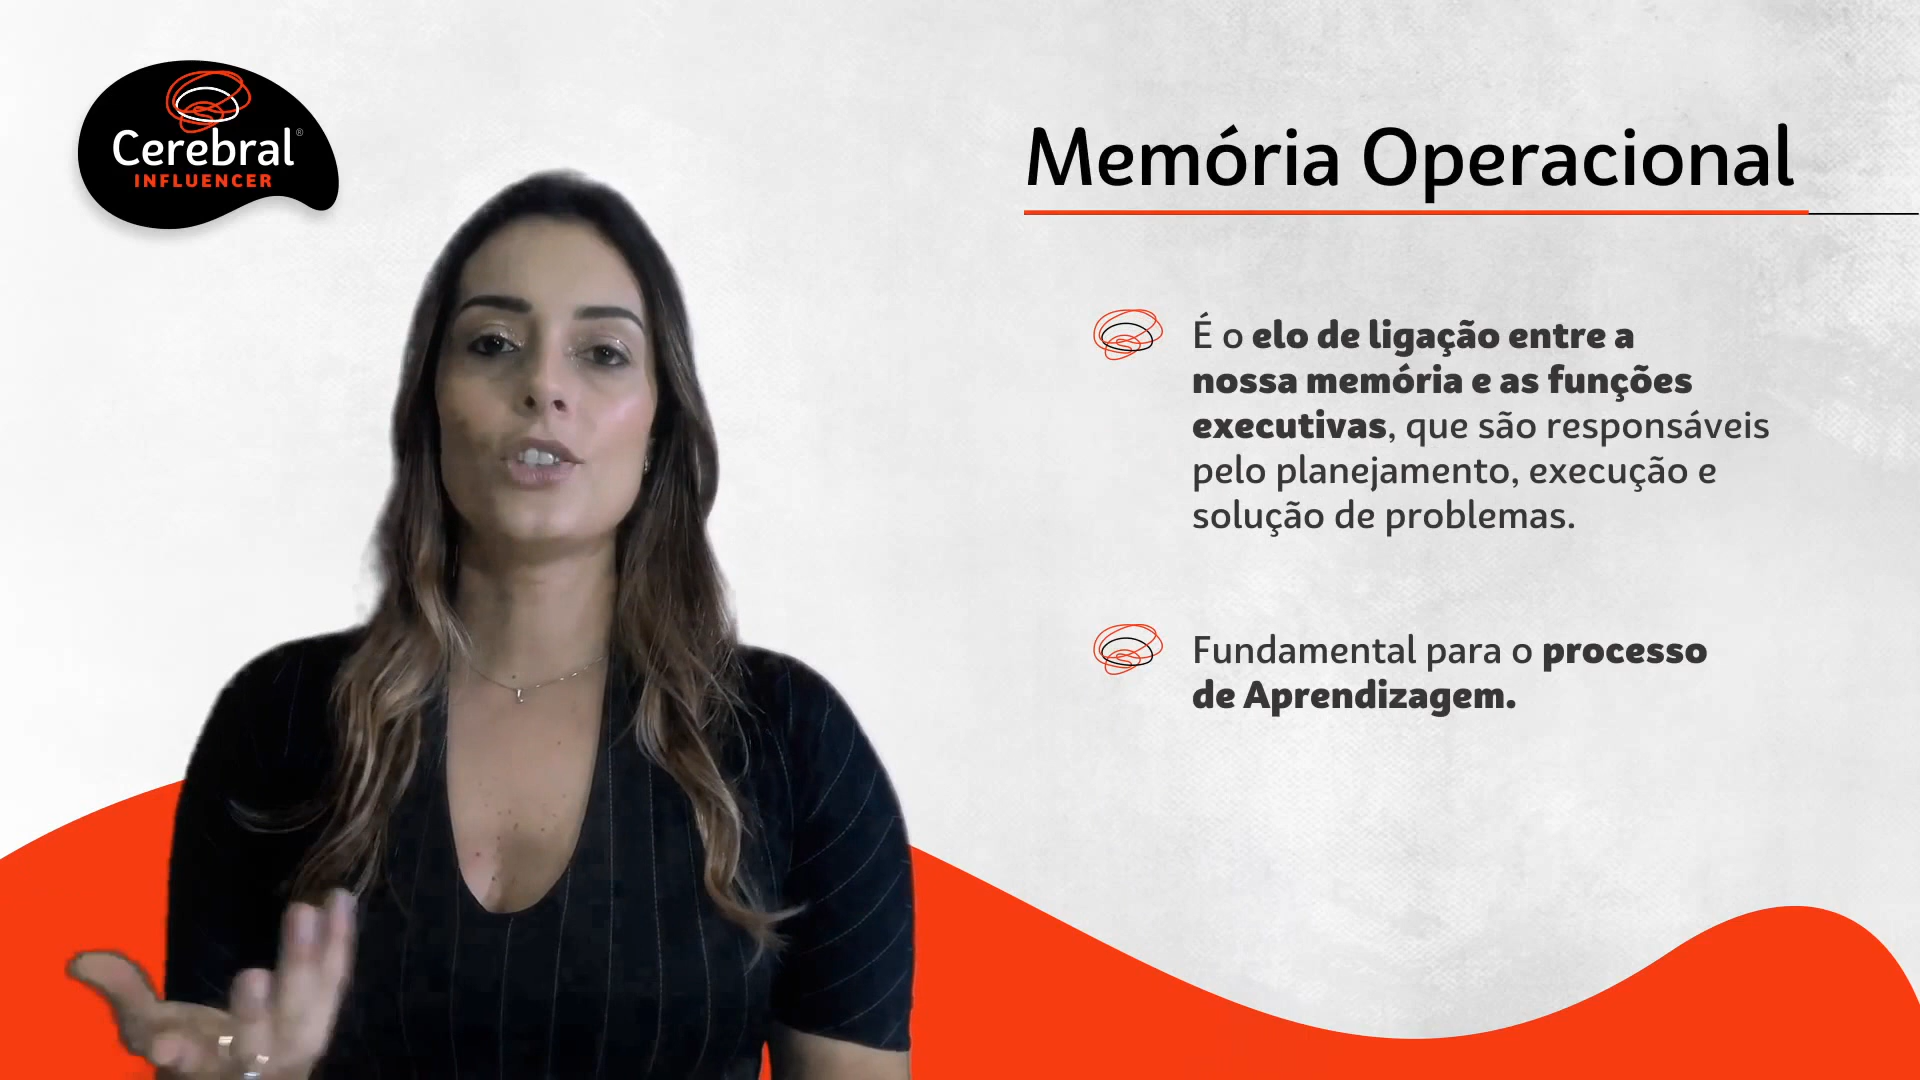 Cerebral®
INFLUENCER
Memória Operacional
É o elo de ligação entre a
nossa memória e as funções
executivas, que são responsáveis
pelo planejamento, execução e
solução de problemas.
Fundamental para o processo
de Aprendizagem.